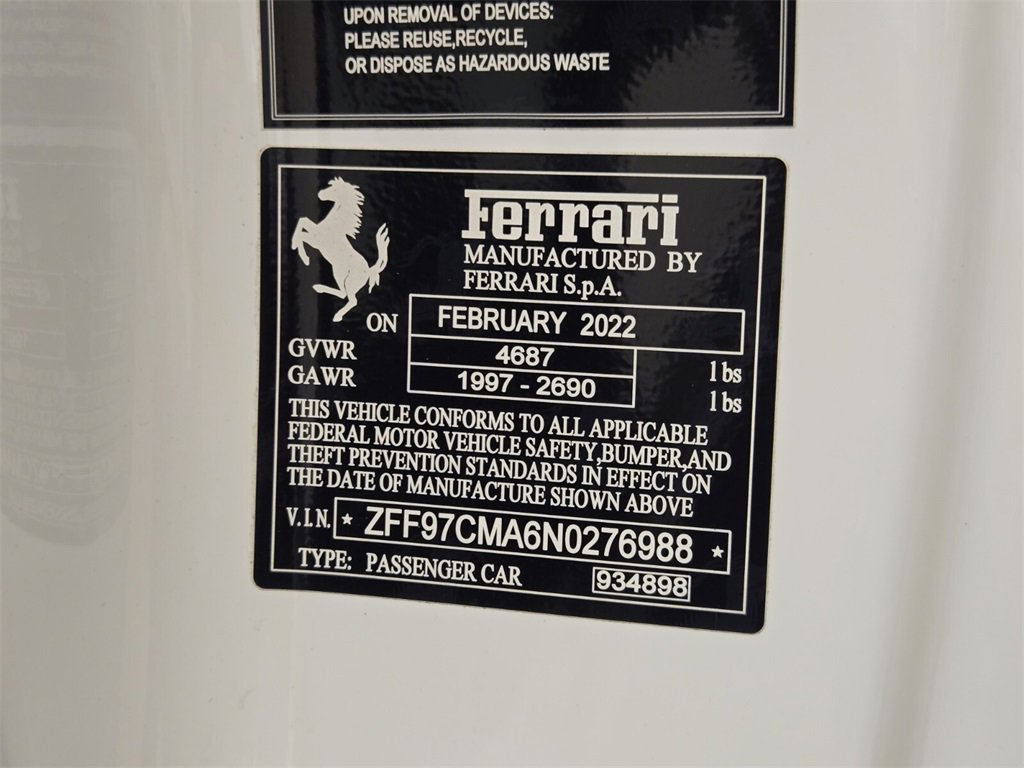 UPON REMOVAL OF DEVICES:
PLEASE REUSE,RECYCLE,
OR DISPOSE AS HAZARDOUS WASTE
Ferrari
MANUFACTURED BY
FERRARI S.p.A.
ON FEBRUARY 2022
GVWR 4687 lbs
GAWR 1997 - 2690 lbs
THIS VEHICLE CONFORMS TO ALL APPLICABLE
FEDERAL MOTOR VEHICLE SAFETY,BUMPER,AND
THEFT PREVENTION STANDARDS IN EFFECT ON
THE DATE OF MANUFACTURE SHOWN ABOVE
V.I.N. * ZFF97CMA6N0276988 *
TYPE: PASSENGER CAR 934898